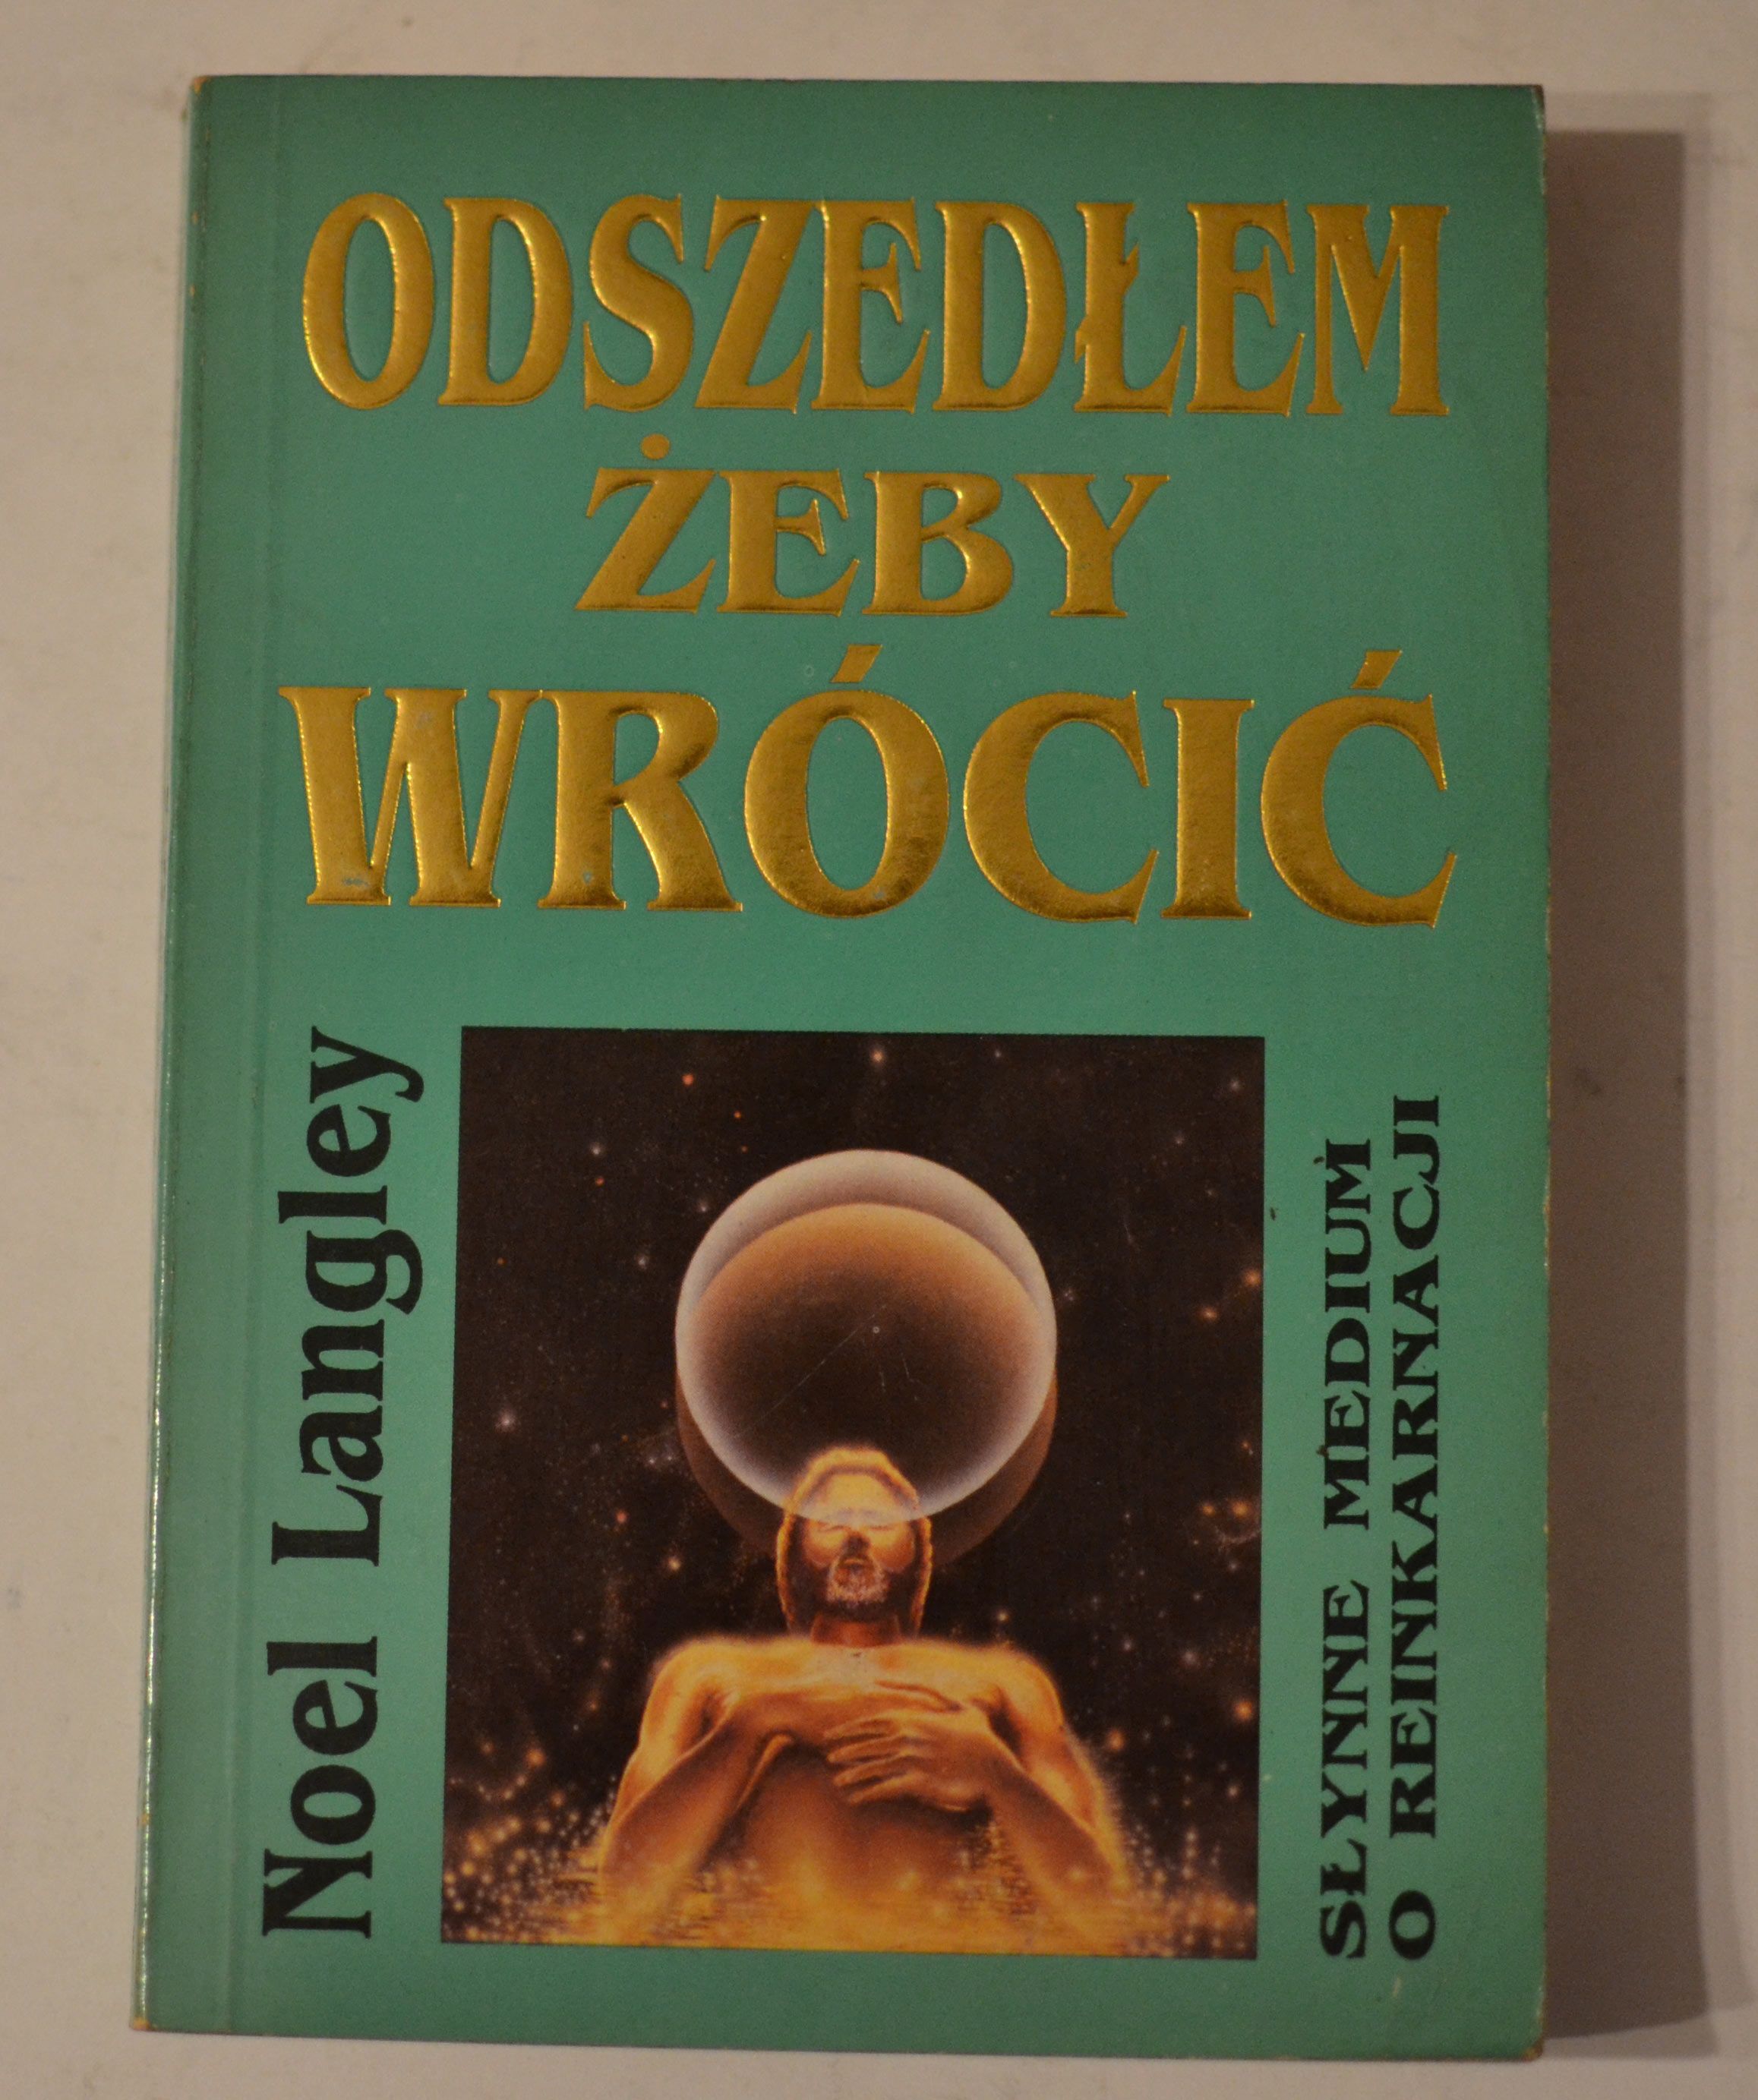 ODSZEDŁEM
ŻEBY
WRÓCIĆ
Noel Langley
SŁYNNE MEDIUM
O REINKARNACJI